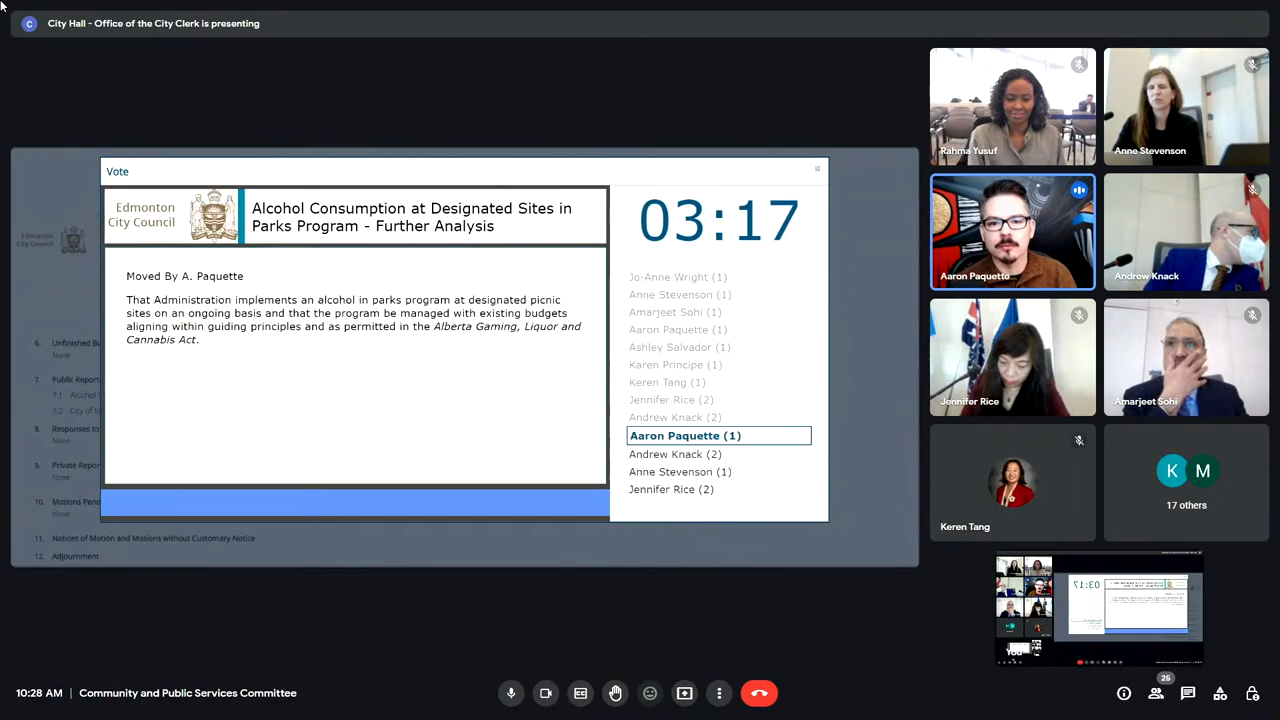 City Hall - Office of the City Clerk is presenting
C
Vote
Edmonton
City Council
Alcohol Consumption at Designated Sites in
Parks Program - Further Analysis
Moved By A. Paquette
That Administration implements an alcohol in parks program at designated picnic
sites on an ongoing basis and that the program be managed with existing budgets
aligning within guiding principles and as permitted in the Alberta Gaming, Liquor and
Cannabis Act.
03:17
Jo-Anne Wright (1)
Anne Stevenson (1)
Amarjeet Sohi (1)
Aaron Paquette (1)
Ashley Salvador (1)
Karen Principe (1)
Keren Tang (1)
Jennifer Rice (2)
Andrew Knack (2)
Aaron Paquette (1)
Andrew Knack (2)
Anne Stevenson (1)
Jennifer Rice (2)
Edmonton
City Council
6. Unfinished Bu
None
7. Public Report
7.1 Alcohol
7.2 City of E
8. Responses to
None
9. Private Repor
None
10. Motions Pend
None
11. Notices of Motion and Motions without Customary Notice
12. Adjournment
Rahma Yusuf
Anne Stevenson
Aaron Paquette
Andrew Knack
Jennifer Rice
Amarjeet Sohi
Keren Tang
K M
17 others
03:17
You
10:28 AM | Community and Public Services Committee
25